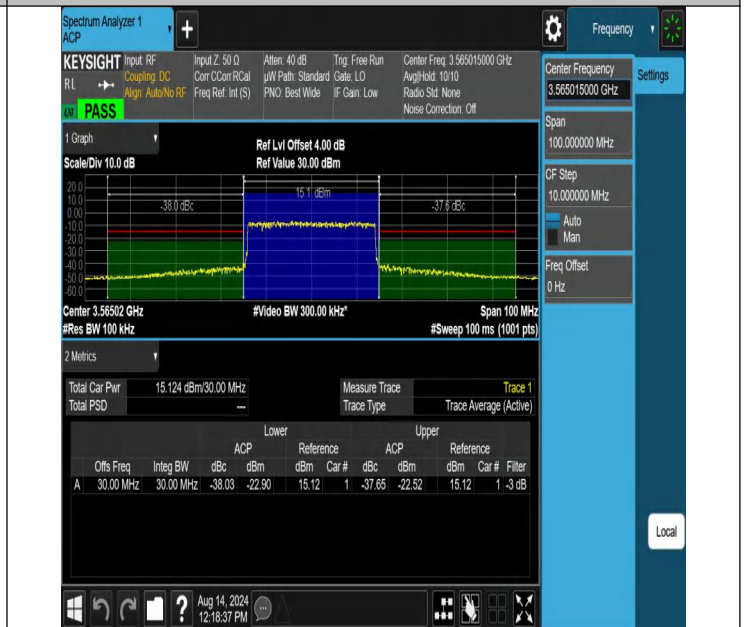 Spectrum Analyzer 1
ACP
+
Frequency
KEYSIGHT
RL
PASS
Input: RF
Coupling: DC
Align: Auto/No RF
Input Z: 50 Ω
Corr CCorr RCal
Freq Ref: Int (S)
Atten: 40 dB
µW Path: Standard
PNO: Best Wide
Trig: Free Run
Gate: LO
IF Gain: Low
Center Freq: 3.565015000 GHz
Avg|Hold: 10/10
Radio Std: None
Noise Correction: Off
Center Frequency
3.565015000 GHz
Settings
Span
100.000000 MHz
CF Step
10.000000 MHz
Auto
Man
Freq Offset
0 Hz
1 Graph
Scale/Div 10.0 dB
Ref Lvl Offset 4.00 dB
Ref Value 30.00 dBm
20.0
10.0
0.00
-10.0
-20.0
-30.0
-40.0
-50.0
-60.0
-38.0 dBc
15.1 dBm
-37.6 dBc
Center 3.56502 GHz
#Video BW 300.00 kHz*
Span 100 MHz
#Res BW 100 kHz
#Sweep 100 ms (1001 pts)
2 Metrics
Total Car Pwr 15.124 dBm/30.00 MHz
Total PSD ---
Measure Trace Trace 1
Trace Type Trace Average (Active)
Lower Upper
ACP Reference ACP Reference
Offs Freq Integ BW dBc dBm dBm Car # dBc dBm dBm Car # Filter
A 30.00 MHz 30.00 MHz -38.03 -22.90 15.12 1 -37.65 -22.52 15.12 1 -3 dB
Local
?
Aug 14, 2024
12:18:37 PM